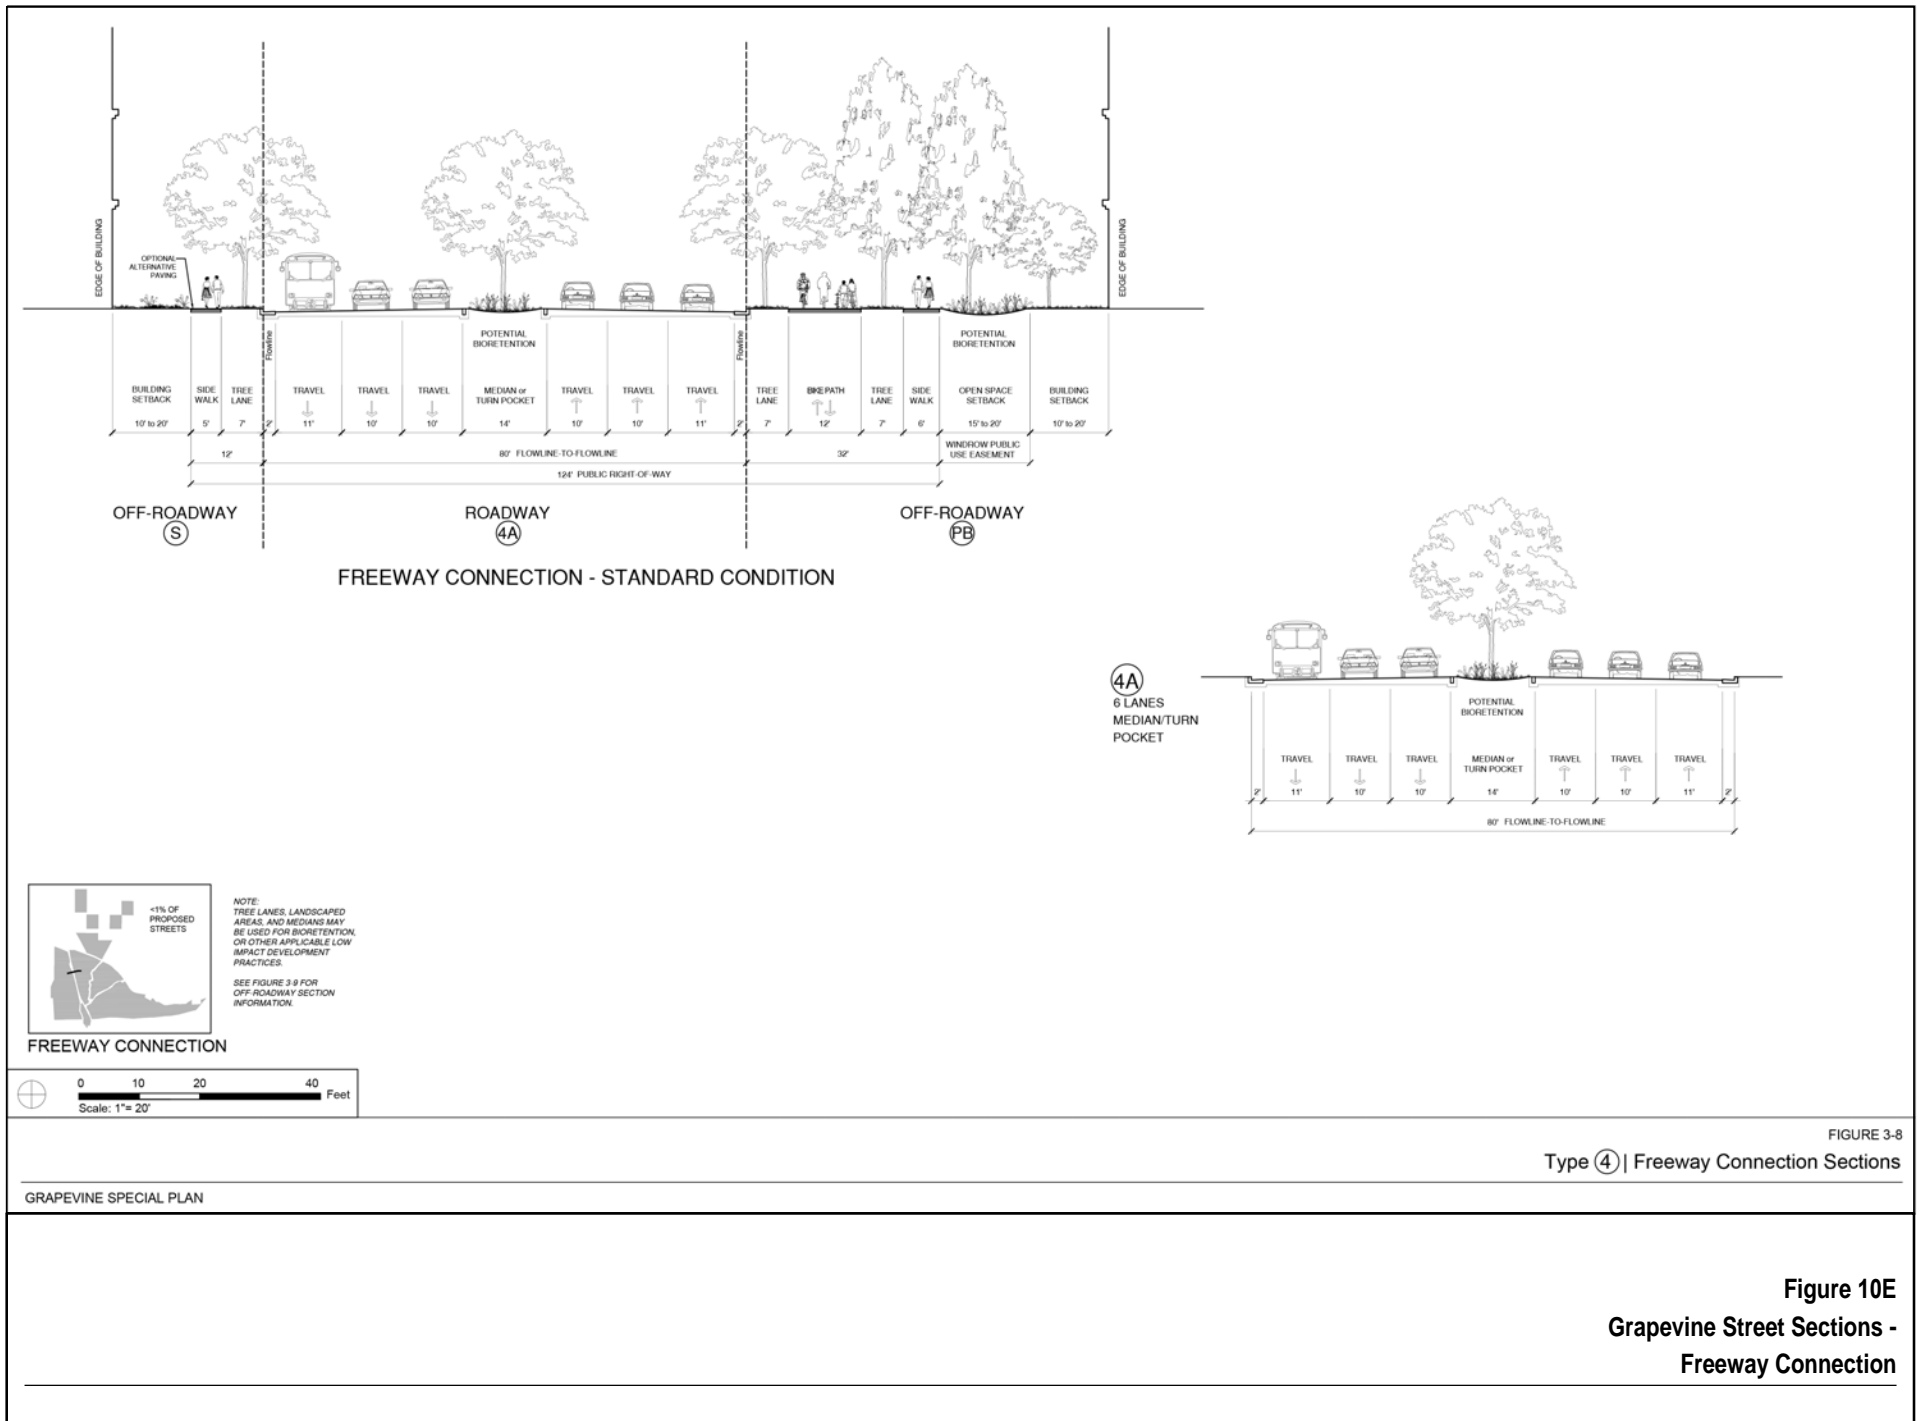 EDGE OF BUILDING
OPTIONAL
ALTERNATIVE
PAVING
EDGE OF BUILDING
Flowline
Flowline
POTENTIAL
BIORETENTION
POTENTIAL
BIORETENTION
BUILDING
SETBACK
SIDE
WALK
TREE
LANE
TRAVEL
TRAVEL
TRAVEL
MEDIAN or
TURN POCKET
TRAVEL
TRAVEL
TRAVEL
TREE
LANE
BIKE PATH
TREE
LANE
SIDE
WALK
OPEN SPACE
SETBACK
BUILDING
SETBACK
10' to 20' 5' 7' 2' 11' 10' 10' 14' 10' 10' 11' 2' 7' 12' 7' 6' 15' to 20' 10' to 20'
12' 80' FLOWLINE-TO-FLOWLINE 32'
WINDROW PUBLIC
USE EASEMENT
124' PUBLIC RIGHT-OF-WAY
OFF-ROADWAY
S
ROADWAY
4A
OFF-ROADWAY
PB
FREEWAY CONNECTION - STANDARD CONDITION
4A
6 LANES
MEDIAN/TURN
POCKET
POTENTIAL
BIORETENTION
TRAVEL
TRAVEL
TRAVEL
MEDIAN or
TURN POCKET
TRAVEL
TRAVEL
TRAVEL
2' 11' 10' 10' 14' 10' 10' 11' 2'
80' FLOWLINE-TO-FLOWLINE
<1% OF
PROPOSED
STREETS
FREEWAY CONNECTION
NOTE:
TREE LANES, LANDSCAPED
AREAS, AND MEDIANS MAY
BE USED FOR BIORETENTION,
OR OTHER APPLICABLE LOW
IMPACT DEVELOPMENT
PRACTICES.
SEE FIGURE 3-9 FOR
OFF-ROADWAY SECTION
INFORMATION.
0 10 20 40
Feet
Scale: 1"= 20'
FIGURE 3-8
Type 4 | Freeway Connection Sections
GRAPEVINE SPECIAL PLAN
Figure 10E
Grapevine Street Sections -
Freeway Connection